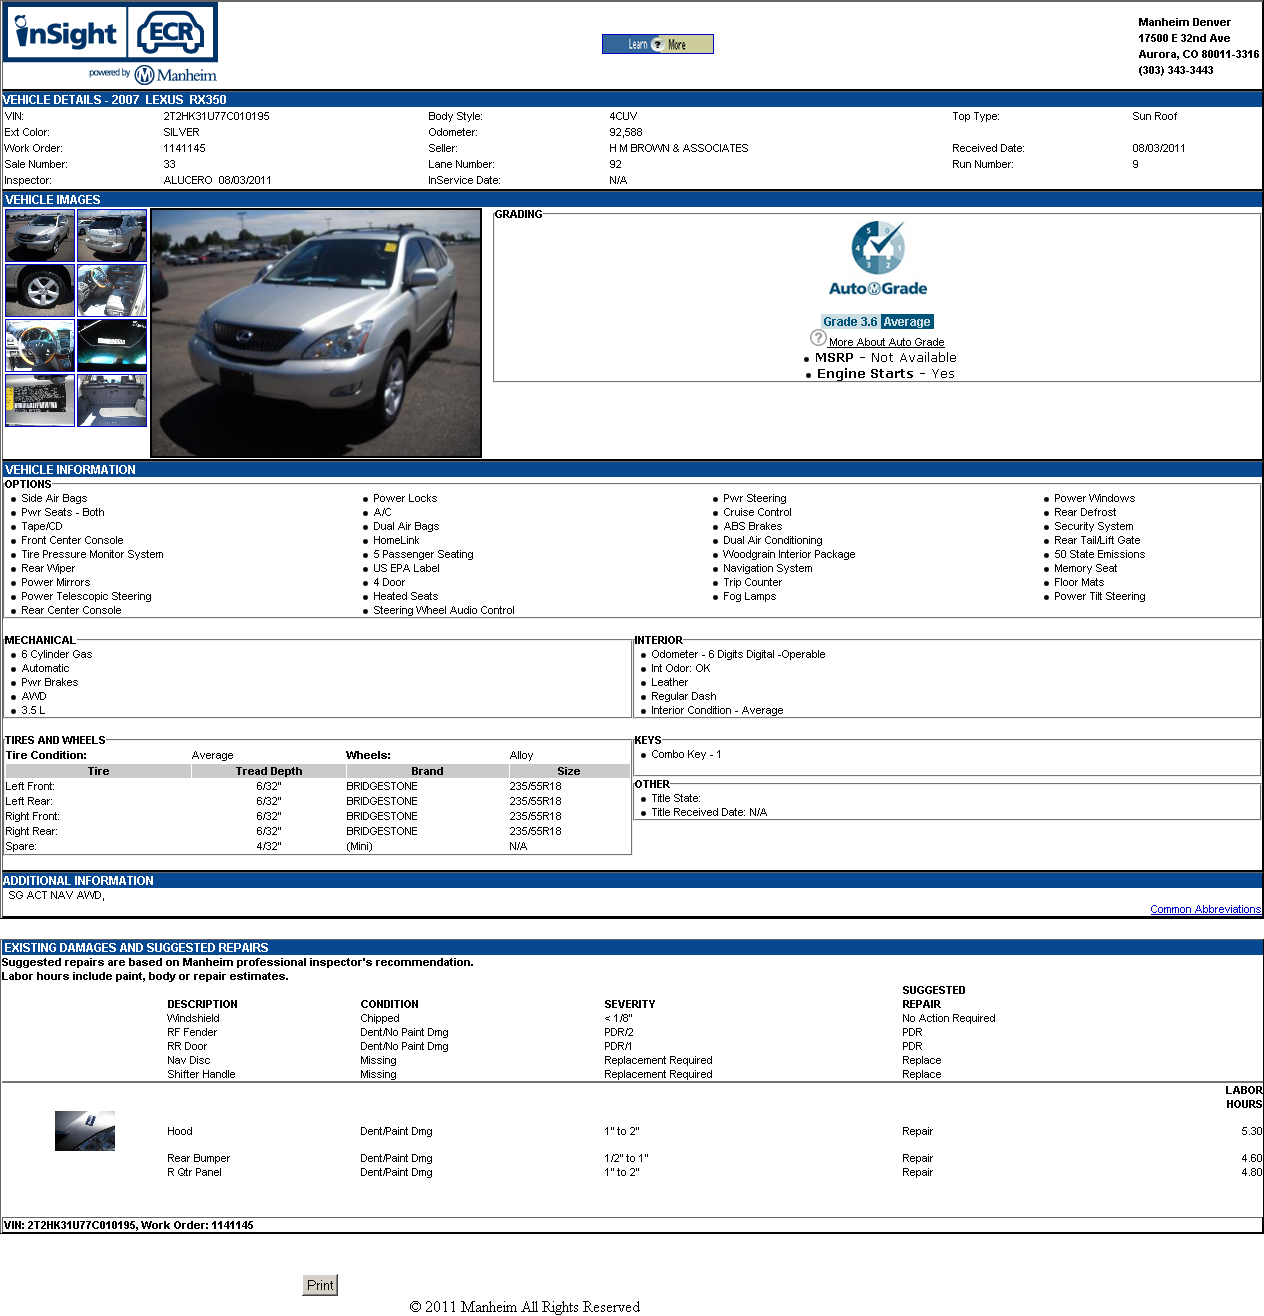 inSight ECR
powered by Manheim
Learn ? More
Manheim Denver
17500 E 32nd Ave
Aurora, CO 80011-3316
(303) 343-3443
VEHICLE DETAILS - 2007 LEXUS RX350
VIN: 2T2HK31U77C010195 Body Style: 4CUV Top Type: Sun Roof
Ext Color: SILVER Odometer: 92,588
Work Order: 1141145 Seller: H M BROWN & ASSOCIATES Received Date: 08/03/2011
Sale Number: 33 Lane Number: 92 Run Number: 9
Inspector: ALUCERO 08/03/2011 InService Date: N/A
VEHICLE IMAGES
GRADING
5 0 1 4 3 2
AutoGrade
Grade 3.6 Average
? More About Auto Grade
• MSRP - Not Available
• Engine Starts - Yes
VEHICLE INFORMATION
OPTIONS
• Side Air Bags • Power Locks • Pwr Steering • Power Windows
• Pwr Seats - Both • A/C • Cruise Control • Rear Defrost
• Tape/CD • Dual Air Bags • ABS Brakes • Security System
• Front Center Console • HomeLink • Dual Air Conditioning • Rear Tail/Lift Gate
• Tire Pressure Monitor System • 5 Passenger Seating • Woodgrain Interior Package • 50 State Emissions
• Rear Wiper • US EPA Label • Navigation System • Memory Seat
• Power Mirrors • 4 Door • Trip Counter • Floor Mats
• Power Telescopic Steering • Heated Seats • Fog Lamps • Power Tilt Steering
• Rear Center Console • Steering Wheel Audio Control
MECHANICAL
• 6 Cylinder Gas
• Automatic
• Pwr Brakes
• AWD
• 3.5 L
INTERIOR
• Odometer - 6 Digits Digital -Operable
• Int Odor: OK
• Leather
• Regular Dash
• Interior Condition - Average
TIRES AND WHEELS
Tire Condition: Average Wheels: Alloy
Tire Tread Depth Brand Size
Left Front: 6/32" BRIDGESTONE 235/55R18
Left Rear: 6/32" BRIDGESTONE 235/55R18
Right Front: 6/32" BRIDGESTONE 235/55R18
Right Rear: 6/32" BRIDGESTONE 235/55R18
Spare: 4/32" (Mini) N/A
KEYS
• Combo Key - 1
OTHER
• Title State:
• Title Received Date: N/A
ADDITIONAL INFORMATION
SG ACT NAV AWD,
Common Abbreviations
EXISTING DAMAGES AND SUGGESTED REPAIRS
Suggested repairs are based on Manheim professional inspector's recommendation.
Labor hours include paint, body or repair estimates.
DESCRIPTION CONDITION SEVERITY SUGGESTED REPAIR
Windshield Chipped < 1/8" No Action Required
RF Fender Dent/No Paint Dmg PDR/2 PDR
RR Door Dent/No Paint Dmg PDR/1 PDR
Nav Disc Missing Replacement Required Replace
Shifter Handle Missing Replacement Required Replace
LABOR HOURS
Hood Dent/Paint Dmg 1" to 2" Repair 5.30
Rear Bumper Dent/Paint Dmg 1/2" to 1" Repair 4.60
R Qtr Panel Dent/Paint Dmg 1" to 2" Repair 4.80
VIN: 2T2HK31U77C010195, Work Order: 1141145
Print
© 2011 Manheim All Rights Reserved